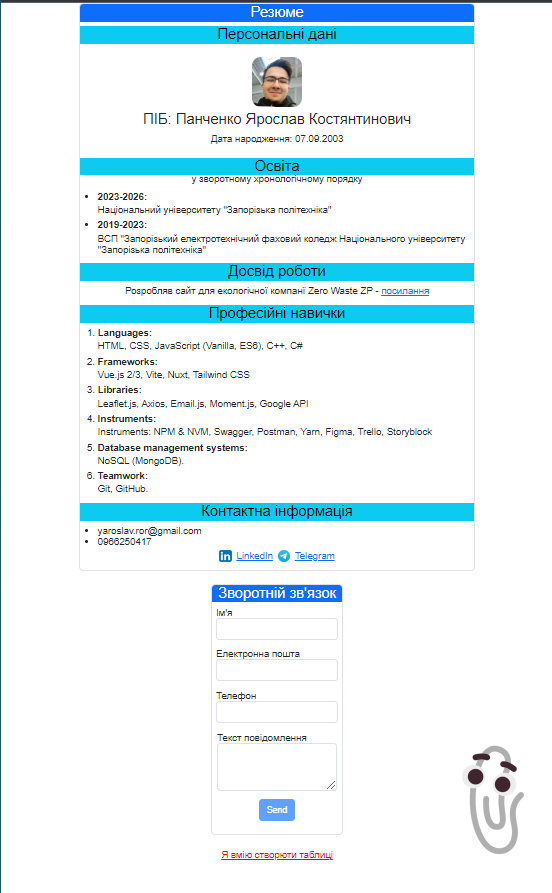 Резюме
Персональні дані
ПІБ: Панченко Ярослав Костянтинович
Дата народження: 07.09.2003
Освіта
у зворотному хронологічному порядку
2023-2026:
Національний університету "Запорізька політехніка"
2019-2023:
ВСП "Запорізький електротехнічний фаховий коледж Національного університету
"Запорізька політехніка"
Досвід роботи
Розробляв сайт для екологічної компанії Zero Waste ZP - посилання
Професійні навички
1. Languages:
HTML, CSS, JavaScript (Vanilla, ES6), C++, C#
2. Frameworks:
Vue.js 2/3, Vite, Nuxt, Tailwind CSS
3. Libraries:
Leaflet.js, Axios, Email.js, Moment.js, Google API
4. Instruments:
Instruments: NPM & NVM, Swagger, Postman, Yarn, Figma, Trello, Storyblock
5. Database management systems:
NoSQL (MongoDB).
6. Teamwork:
Git, GitHub.
Контактна інформація
yaroslav.ror@gmail.com
0966250417
LinkedIn Telegram
Зворотній зв'язок
Ім'я
Електронна пошта
Телефон
Текст повідомлення
Send
Я вмію створюти таблиці